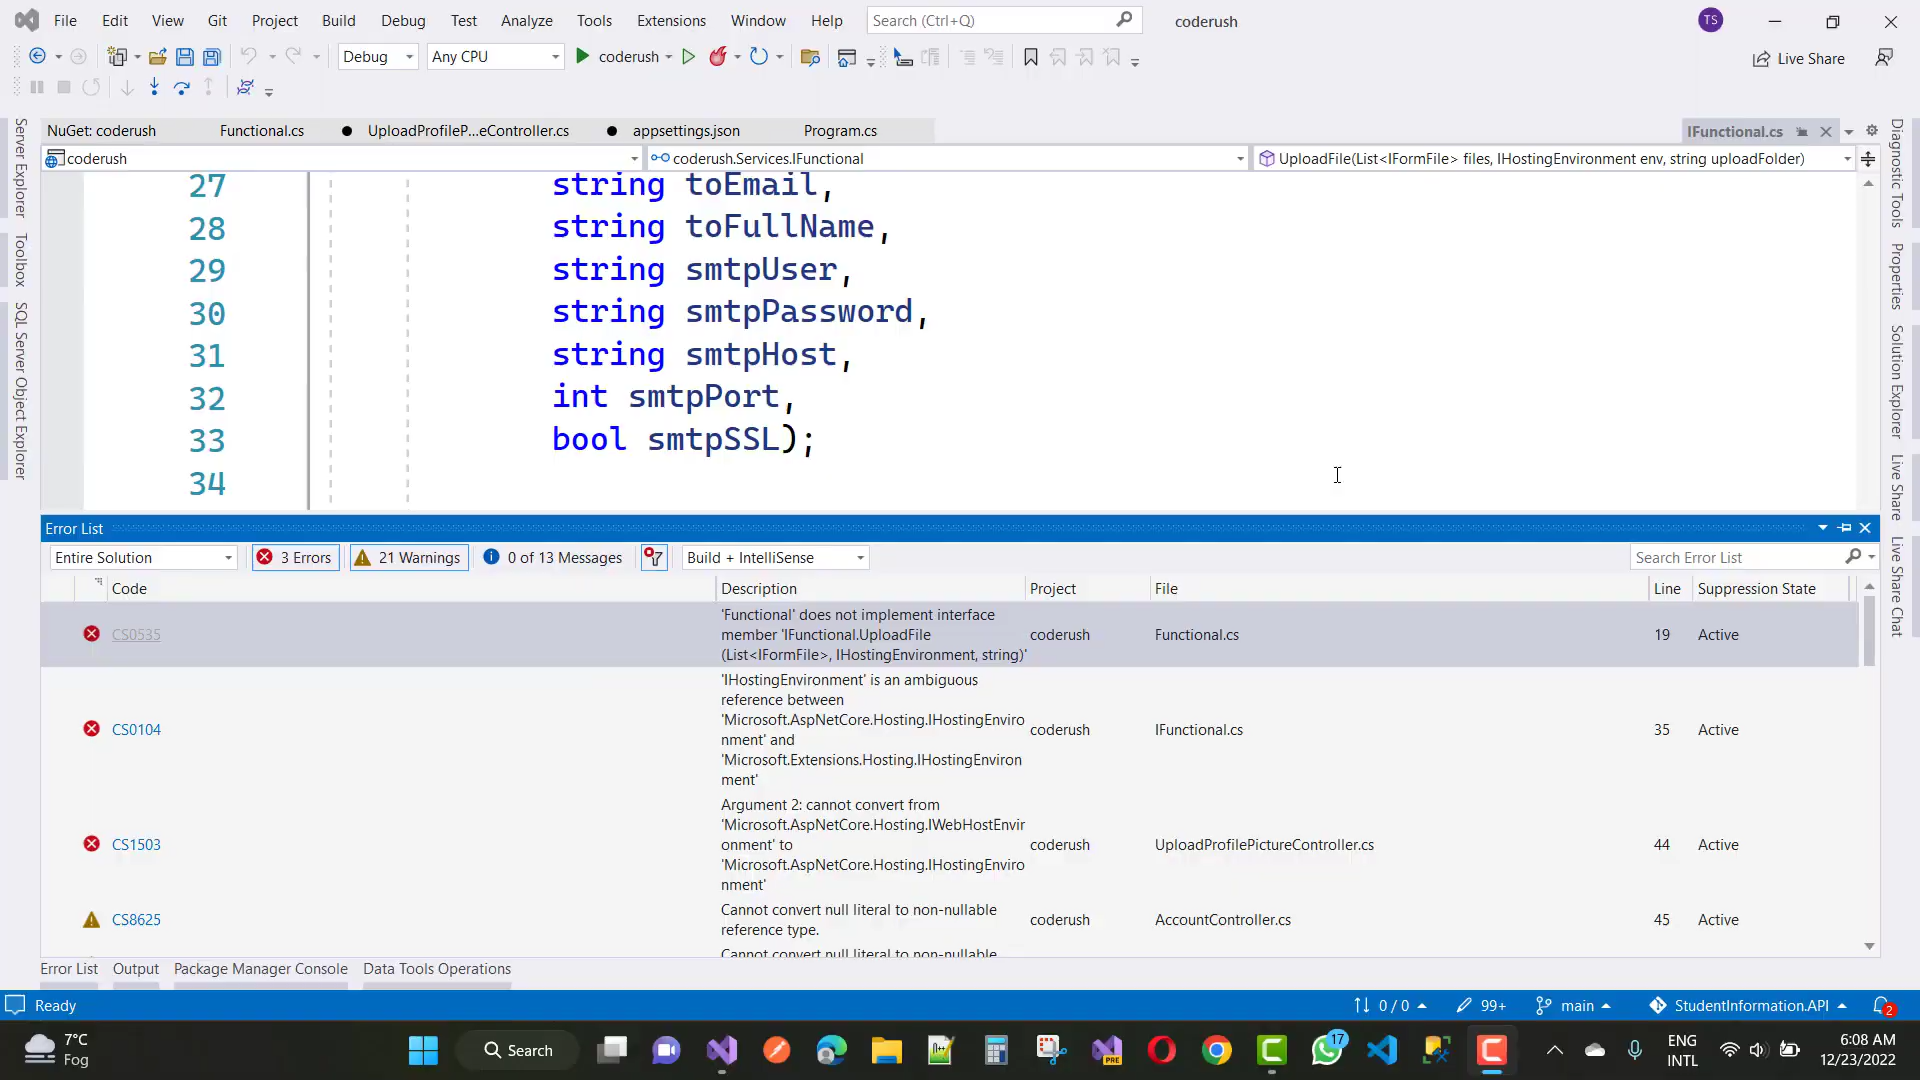 File Edit View Git Project Build Debug Test Analyze Tools Extensions Window Help Search (Ctrl+Q) coderush TS
Debug Any CPU coderush Live Share
NuGet: coderush Functional.cs UploadProfileP...eController.cs appsettings.json Program.cs IFunctional.cs
coderush coderush.Services.IFunctional UploadFile(List<IFormFile> files, IHostingEnvironment env, string uploadFolder)
Server Explorer
Toolbox
SQL Server Object Explorer
27 string toEmail,
28 string toFullName,
29 string smtpUser,
30 string smtpPassword,
31 string smtpHost,
32 int smtpPort,
33 bool smtpSSL);
34
Diagnostic Tools
Properties
Solution Explorer
Live Share
Live Share Chat
Error List
Entire Solution 3 Errors 21 Warnings 0 of 13 Messages Build + IntelliSense Search Error List
Code Description Project File Line Suppression State
CS0535 'Functional' does not implement interface
member 'IFunctional.UploadFile coderush Functional.cs 19 Active
(List<IFormFile>, IHostingEnvironment, string)'
'IHostingEnvironment' is an ambiguous
reference between
'Microsoft.AspNetCore.Hosting.IHostingEnviro
CS0104 nment' and coderush IFunctional.cs 35 Active
'Microsoft.Extensions.Hosting.IHostingEnviron
ment'
Argument 2: cannot convert from
'Microsoft.AspNetCore.Hosting.IWebHostEnvir
CS1503 onment' to coderush UploadProfilePictureController.cs 44 Active
'Microsoft.AspNetCore.Hosting.IHostingEnviro
nment'
CS8625 Cannot convert null literal to non-nullable coderush AccountController.cs 45 Active
reference type.
Cannot convert null literal to non-nullable
Error List Output Package Manager Console Data Tools Operations
Ready 0 / 0 99+ main StudentInformation.API 2
7°C
Fog
Search
PRE
17
ENG
INTL
6:08 AM
12/23/2022